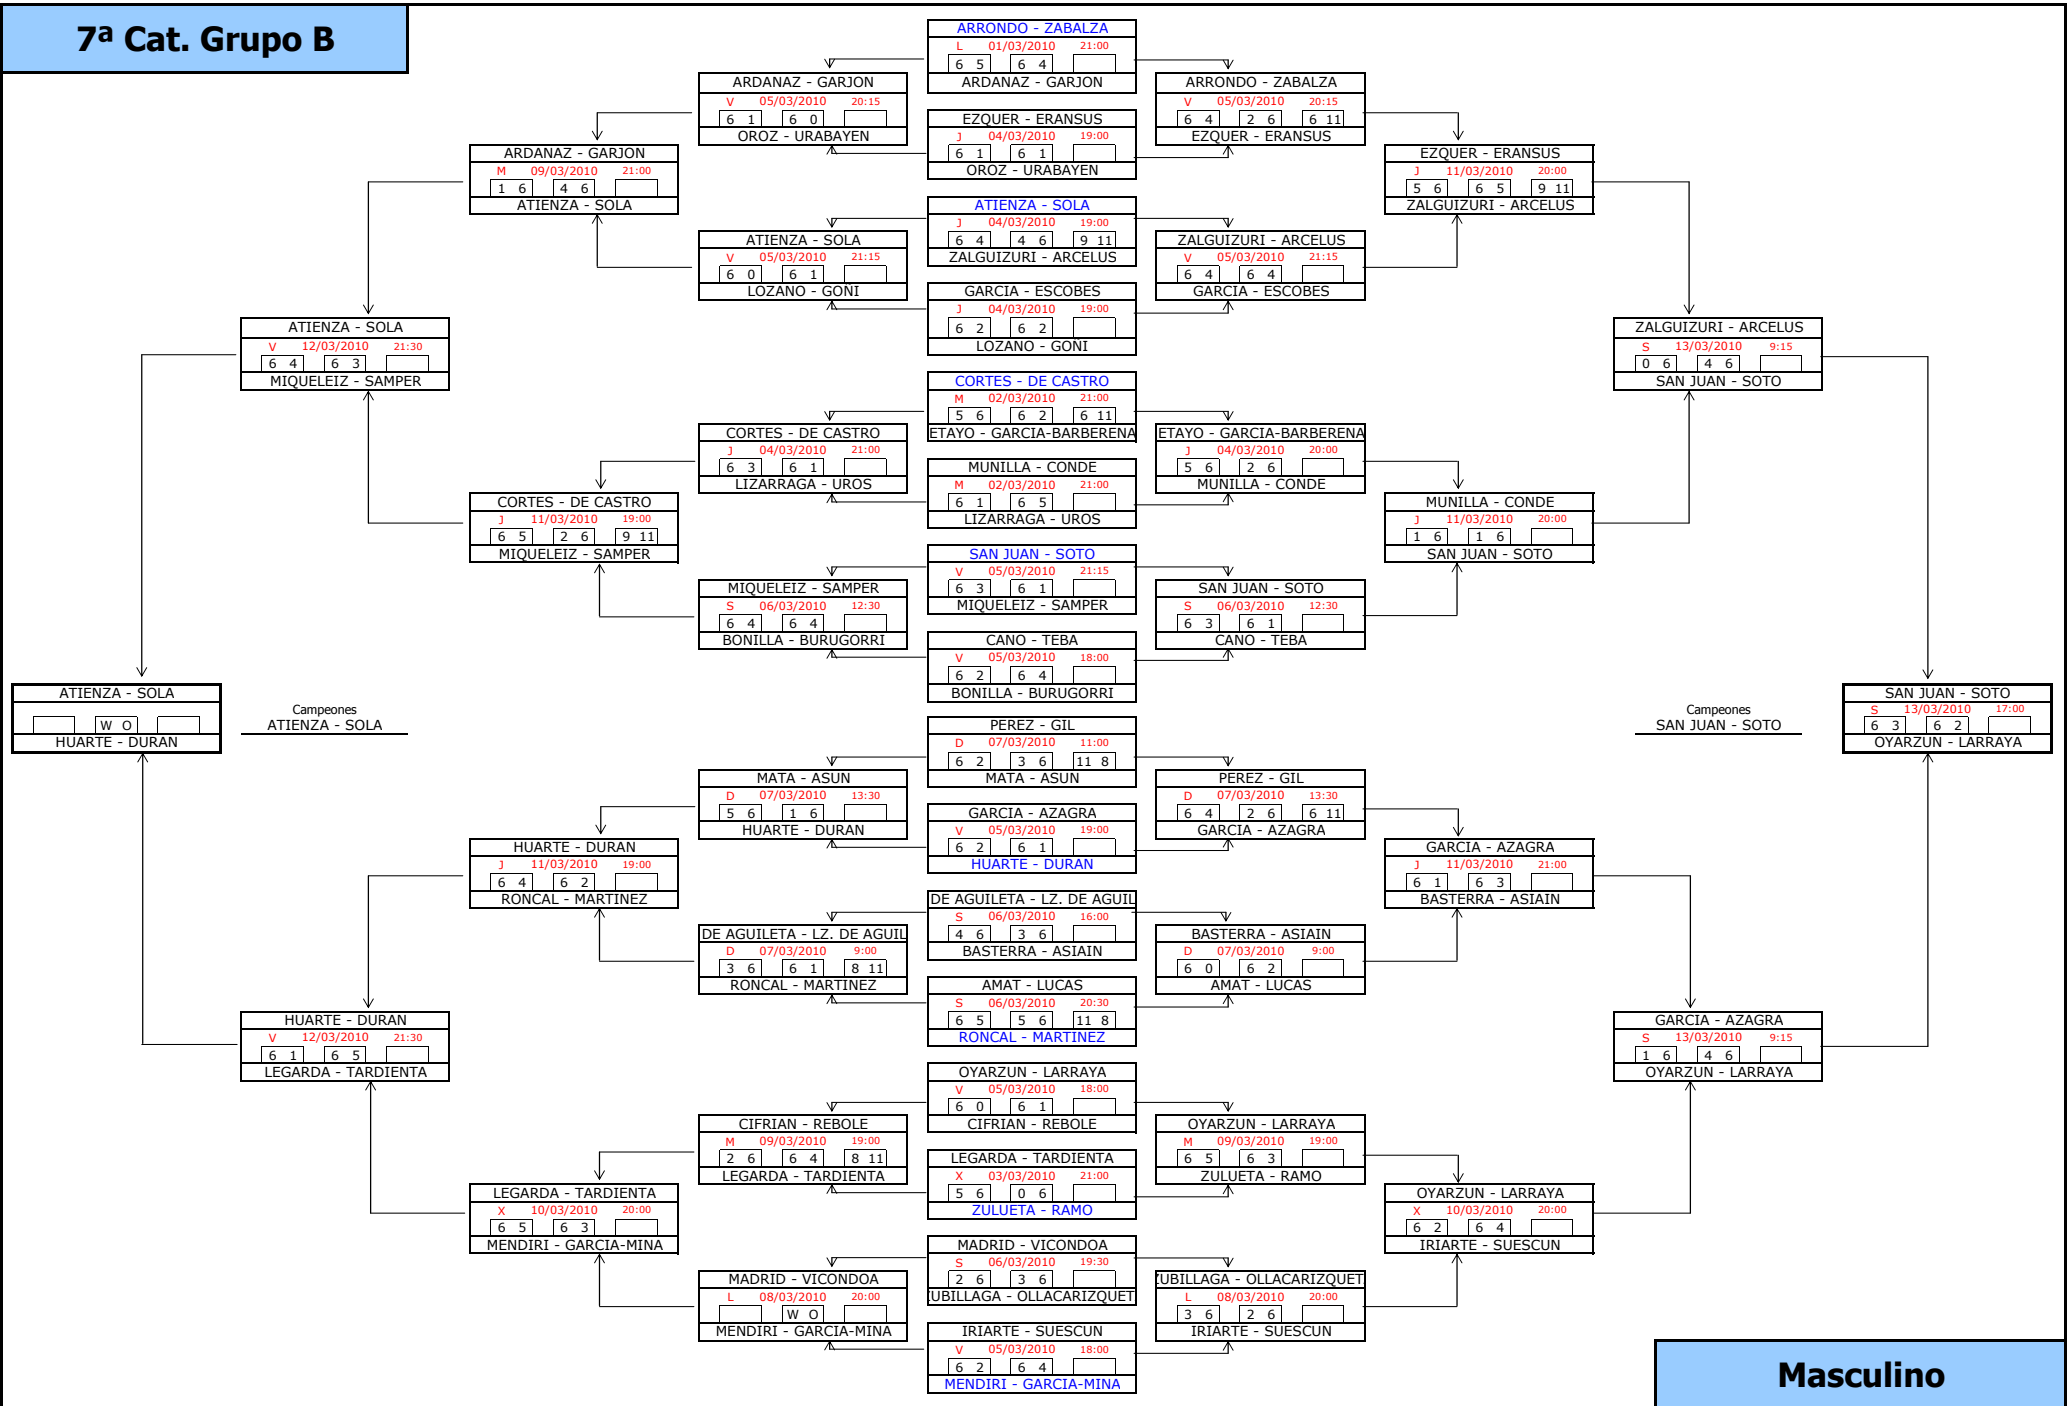 7ª Cat. Grupo B
ATIENZA - SOLA
W O
HUARTE - DURAN
Campeones
ATIENZA - SOLA
ATIENZA - SOLA
V 12/03/2010 21:30
6 4 6 3
MIQUELEIZ - SAMPER
HUARTE - DURAN
V 12/03/2010 21:30
6 1 6 5
LEGARDA - TARDIENTA
ARDANAZ - GARJON
M 09/03/2010 21:00
1 6 4 6
ATIENZA - SOLA
CORTES - DE CASTRO
J 11/03/2010 19:00
6 5 2 6 9 11
MIQUELEIZ - SAMPER
HUARTE - DURAN
J 11/03/2010 19:00
6 4 6 2
RONCAL - MARTINEZ
LEGARDA - TARDIENTA
X 10/03/2010 20:00
6 5 6 3
MENDIRI - GARCIA-MINA
ARDANAZ - GARJON
V 05/03/2010 20:15
6 1 6 0
OROZ - URABAYEN
ATIENZA - SOLA
V 05/03/2010 21:15
6 0 6 1
LOZANO - GOÑI
CORTES - DE CASTRO
J 04/03/2010 21:00
6 3 6 1
LIZARRAGA - UROS
MIQUELEIZ - SAMPER
S 06/03/2010 12:30
6 4 6 4
BONILLA - BURUGORRI
MATA - ASUN
D 07/03/2010 13:30
5 6 1 6
HUARTE - DURAN
DE AGUILETA - LZ. DE AGUIL
D 07/03/2010 9:00
3 6 6 1 8 11
RONCAL - MARTINEZ
CIFRIAN - REBOLE
M 09/03/2010 19:00
2 6 6 4 8 11
LEGARDA - TARDIENTA
MADRID - VICONDOA
L 08/03/2010 20:00
W O
MENDIRI - GARCIA-MINA
ARRONDO - ZABALZA
L 01/03/2010 21:00
6 5 6 4
ARDANAZ - GARJON
EZQUER - ERANSUS
J 04/03/2010 19:00
6 1 6 1
OROZ - URABAYEN
ATIENZA - SOLA
J 04/03/2010 19:00
6 4 4 6 9 11
ZALGUIZURI - ARCELUS
GARCIA - ESCOBES
J 04/03/2010 19:00
6 2 6 2
LOZANO - GOÑI
CORTES - DE CASTRO
M 02/03/2010 21:00
5 6 6 2 6 11
ETAYO - GARCIA-BARBERENA
MUNILLA - CONDE
M 02/03/2010 21:00
6 1 6 5
LIZARRAGA - UROS
SAN JUAN - SOTO
V 05/03/2010 21:15
6 3 6 1
MIQUELEIZ - SAMPER
CANO - TEBA
V 05/03/2010 18:00
6 2 6 4
BONILLA - BURUGORRI
PEREZ - GIL
D 07/03/2010 11:00
6 2 3 6 11 8
MATA - ASUN
GARCIA - AZAGRA
V 05/03/2010 19:00
6 2 6 1
HUARTE - DURAN
DE AGUILETA - LZ. DE AGUIL
S 06/03/2010 16:00
4 6 3 6
BASTERRA - ASIAIN
AMAT - LUCAS
S 06/03/2010 20:30
6 5 5 6 11 8
RONCAL - MARTINEZ
OYARZUN - LARRAYA
V 05/03/2010 18:00
6 0 6 1
CIFRIAN - REBOLE
LEGARDA - TARDIENTA
X 03/03/2010 21:00
5 6 0 6
ZULUETA - RAMO
MADRID - VICONDOA
S 06/03/2010 19:30
2 6 3 6
UBILLAGA - OLLACARIZQUET
IRIARTE - SUESCUN
V 05/03/2010 18:00
6 2 6 4
MENDIRI - GARCIA-MINA
ARRONDO - ZABALZA
V 05/03/2010 20:15
6 4 2 6 6 11
EZQUER - ERANSUS
ZALGUIZURI - ARCELUS
V 05/03/2010 21:15
6 4 6 4
GARCIA - ESCOBES
ETAYO - GARCIA-BARBERENA
J 04/03/2010 20:00
5 6 2 6
MUNILLA - CONDE
SAN JUAN - SOTO
S 06/03/2010 12:30
6 3 6 1
CANO - TEBA
PEREZ - GIL
D 07/03/2010 13:30
6 4 2 6 6 11
GARCIA - AZAGRA
BASTERRA - ASIAIN
D 07/03/2010 9:00
6 0 6 2
AMAT - LUCAS
OYARZUN - LARRAYA
M 09/03/2010 19:00
6 5 6 3
ZULUETA - RAMO
ZUBILLAGA - OLLACARIZQUET
L 08/03/2010 20:00
3 6 2 6
IRIARTE - SUESCUN
EZQUER - ERANSUS
J 11/03/2010 20:00
5 6 6 5 9 11
ZALGUIZURI - ARCELUS
MUNILLA - CONDE
J 11/03/2010 20:00
1 6 1 6
SAN JUAN - SOTO
GARCIA - AZAGRA
J 11/03/2010 21:00
6 1 6 3
BASTERRA - ASIAIN
OYARZUN - LARRAYA
X 10/03/2010 20:00
6 2 6 4
IRIARTE - SUESCUN
ZALGUIZURI - ARCELUS
S 13/03/2010 9:15
0 6 4 6
SAN JUAN - SOTO
GARCIA - AZAGRA
S 13/03/2010 9:15
1 6 4 6
OYARZUN - LARRAYA
Campeones
SAN JUAN - SOTO
SAN JUAN - SOTO
S 13/03/2010 17:00
6 3 6 2
OYARZUN - LARRAYA
Masculino